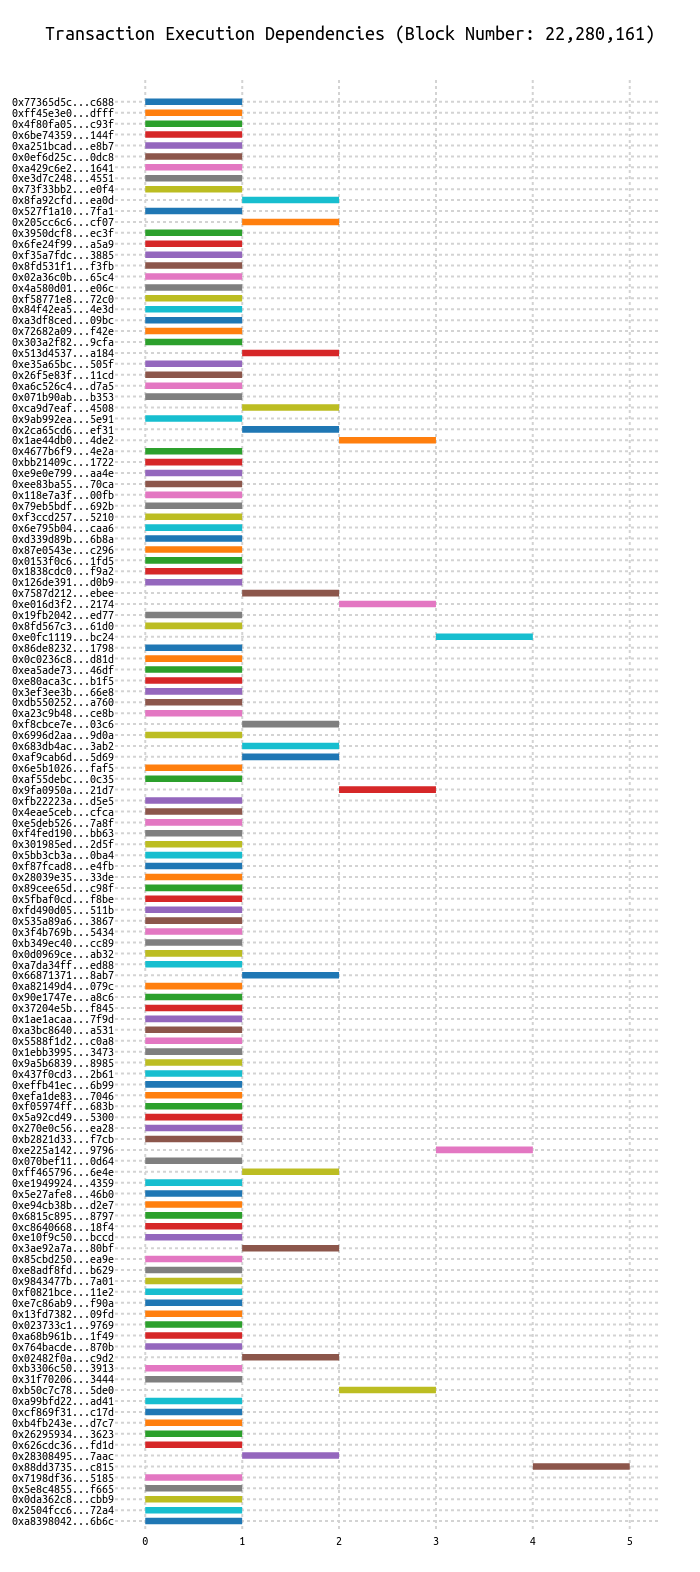 Transaction Execution Dependencies (Block Number: 22,280,161)
0x77365d5c...c688
0xff45e3e0...dfff
0x4f80fa05...c93f
0x6be74359...144f
0xa251bcad...e8b7
0x0ef6d25c...0dc8
0xa429c6e2...1641
0xe3d7c248...4551
0x73f33bb2...e0f4
0x8fa92cfd...ea0d
0x527f1a10...7fa1
0x205cc6c6...cf07
0x3950dcf8...ec3f
0x6fe24f99...a5a9
0xf35a7fdc...3885
0x8fd531f1...f3fb
0x02a36c0b...65c4
0x4a580d01...e06c
0xf58771e8...72c0
0x84f42ea5...4e3d
0xa3df8ced...09bc
0x72682a09...f42e
0x303a2f82...9cfa
0x513d4537...a184
0xe35a65bc...505f
0x26f5e83f...11cd
0xa6c526c4...d7a5
0x071b90ab...b353
0xca9d7eaf...4508
0x9ab992ea...5e91
0x2ca65cd6...ef31
0x1ae44db0...4de2
0x4677b6f9...4e2a
0xbb21409c...1722
0xe9e0e799...aa4e
0xee83ba55...70ca
0x118e7a3f...00fb
0x79eb5bdf...692b
0xf3ccd257...5210
0x6e795b04...caa6
0xd339d89b...6b8a
0x87e0543e...c296
0x0153f0c6...1fd5
0x1838cdc0...f9a2
0x126de391...d0b9
0x7587d212...ebee
0xe016d3f2...2174
0x19fb2042...ed77
0x8fd567c3...61d0
0xe0fc1119...bc24
0x86de8232...1798
0x0c0236c8...d81d
0xea5ade73...46df
0xe80aca3c...b1f5
0x3ef3ee3b...66e8
0xdb550252...a760
0xa23c9b48...ce8b
0xf8cbce7e...03c6
0x6996d2aa...9d0a
0x683db4ac...3ab2
0xaf9cab6d...5d69
0x6e5b1026...faf5
0xaf55debc...0c35
0x9fa0950a...21d7
0xfb22223a...d5e5
0x4eae5ceb...cfca
0xe5deb526...7a8f
0xf4fed190...bb63
0x301985ed...2d5f
0x5bb3cb3a...0ba4
0xf87fcad8...e4fb
0x28039e35...33de
0x89cee65d...c98f
0x5fbaf0cd...f8be
0xfd490d05...511b
0x535a89a6...3867
0x3f4b769b...5434
0xb349ec40...cc89
0x0d0969ce...ab32
0xa7da34ff...ed88
0x66871371...8ab7
0xa82149d4...079c
0x90e1747e...a8c6
0x37204e5b...f845
0x1ae1acaa...7f9d
0xa3bc8640...a531
0x5588f1d2...c0a8
0x1ebb3995...3473
0x9a5b6839...8985
0x437f0cd3...2b61
0xeffb41ec...6b99
0xefa1de83...7046
0xf05974ff...683b
0x5a92cd49...5300
0x270e0c56...ea28
0xb2821d33...f7cb
0xe225a142...9796
0x070bef11...0d64
0xff465796...6e4e
0xe1949924...4359
0x5e27afe8...46b0
0xe94cb38b...d2e7
0x6815c895...8797
0xc8640668...18f4
0xe10f9c50...bccd
0x3ae92a7a...80bf
0x85cbd250...ea9e
0xe8adf8fd...b629
0x9843477b...7a01
0xf0821bce...11e2
0xe7c86ab9...f90a
0x13fd7382...09fd
0x023733c1...9769
0xa68b961b...1f49
0x764bacde...870b
0x02482f0a...c9d2
0xb3306c50...3913
0x31f70206...3444
0xb50c7c78...5de0
0xa99bfd22...ad41
0xcf869f31...c17d
0xb4fb243e...d7c7
0x26295934...3623
0x626cdc36...fd1d
0x28308495...7aac
0x88dd3735...c815
0x7198df36...5185
0x5e8c4855...f665
0x0da362c8...cbb9
0x2504fcc6...72a4
0xa8398042...6b6c
0 1 2 3 4 5